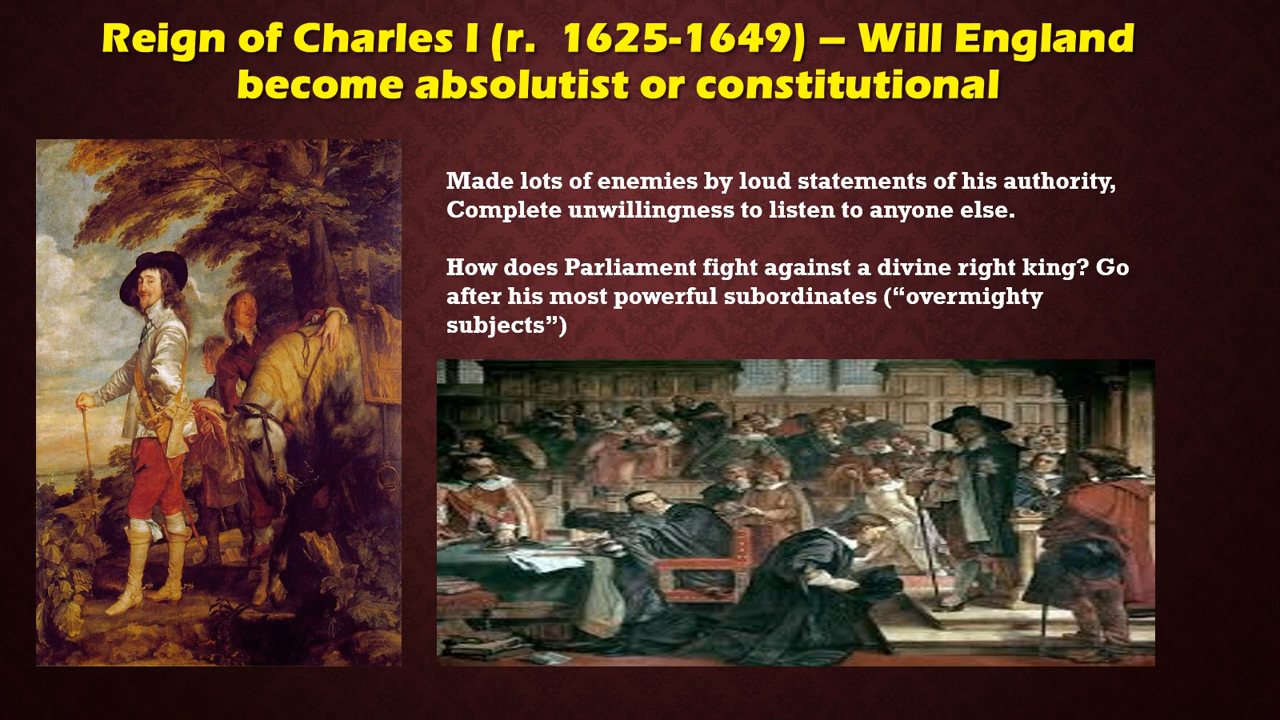 Reign of Charles I (r.  1625-1649) – Will England
become absolutist or constitutional
Made lots of enemies by loud statements of his authority,
Complete unwillingness to listen to anyone else.
How does Parliament fight against a divine right king? Go
after his most powerful subordinates (“overmighty
subjects”)